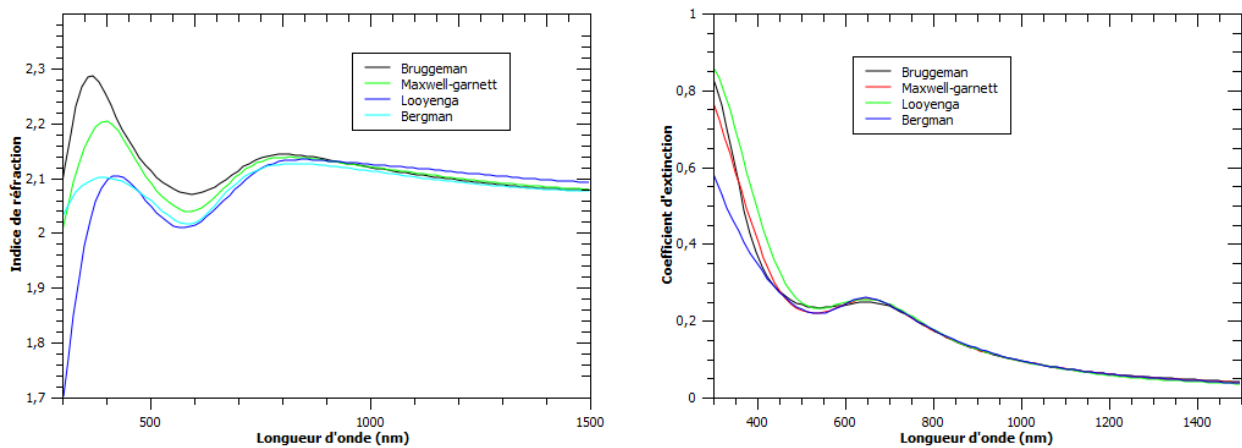 Indice de réfraction
2,3
2,2
2,1
2
1,9
1,8
1,7
500
1000
1500
Longueur d'onde (nm)
Bruggeman
Maxwell-garnett
Looyenga
Bergman
Coefficient d'extinction
1
0,8
0,6
0,4
0,2
0
400
600
800
1000
1200
1400
Longueur d'onde (nm)
Bruggeman
Maxwell-garnett
Looyenga
Bergman